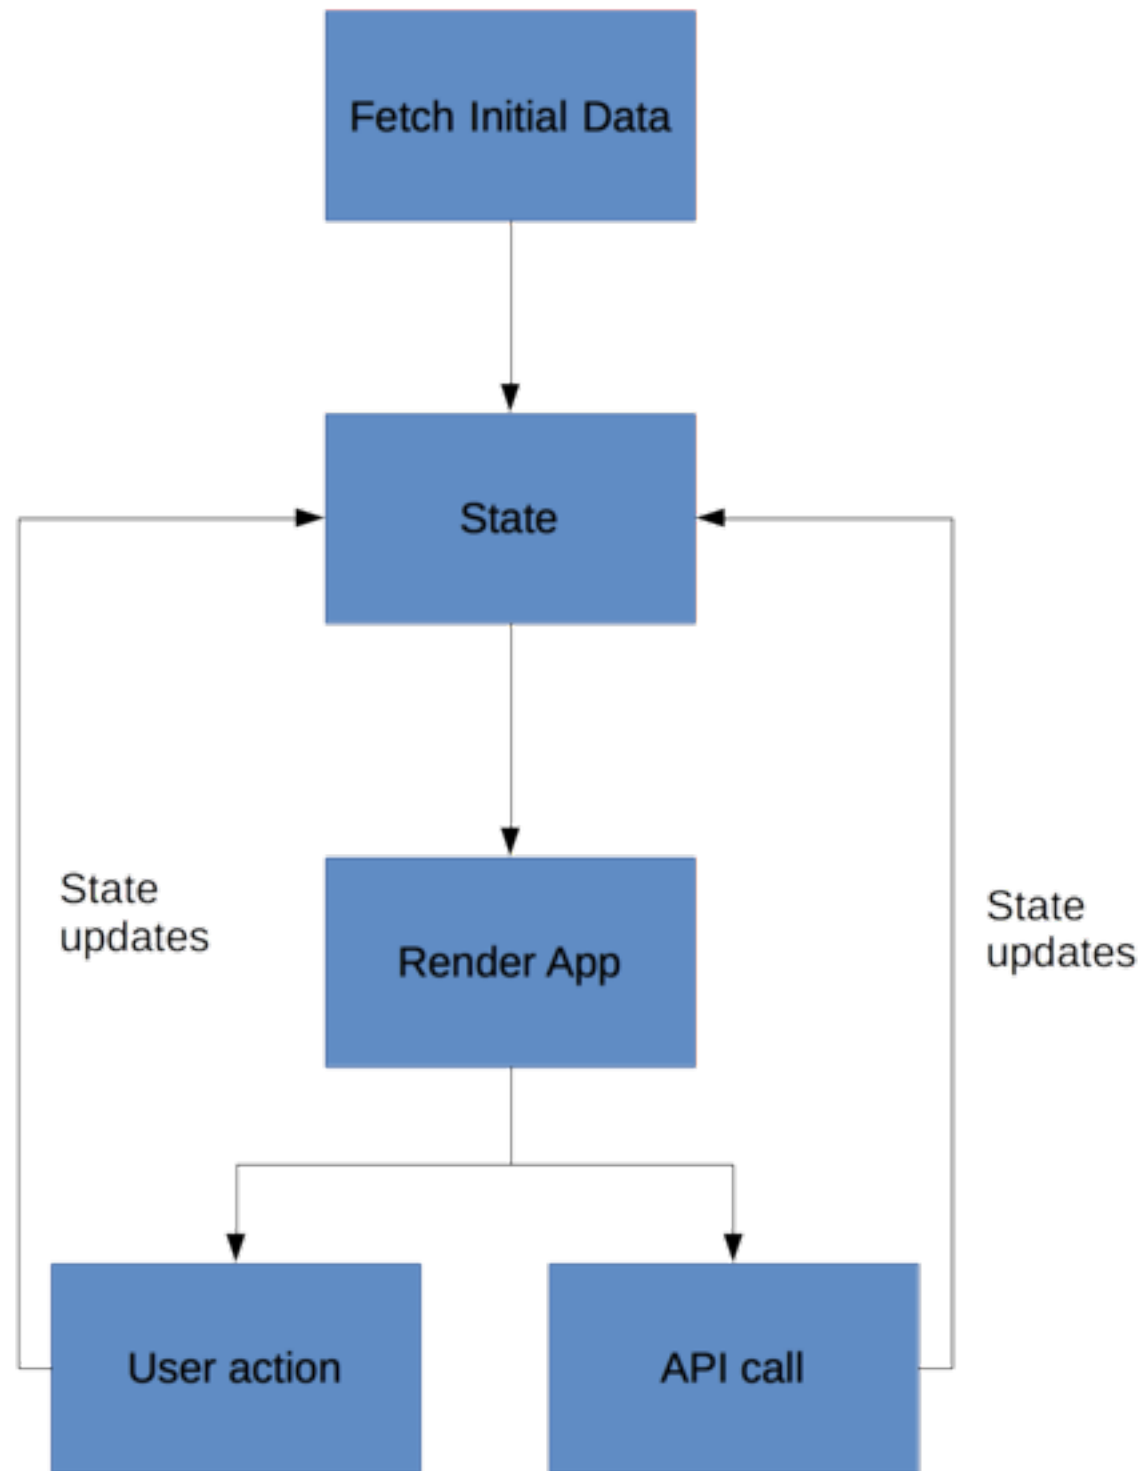 Fetch Initial Data
State
State
updates
State
updates
Render App
User action
API call